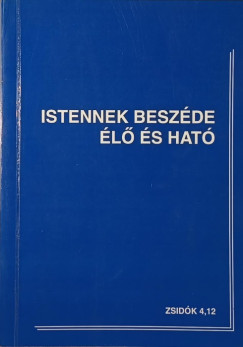 ISTENNEK BESZÉDE
ÉLŐ ÉS HATÓ
ZSIDÓK 4,12